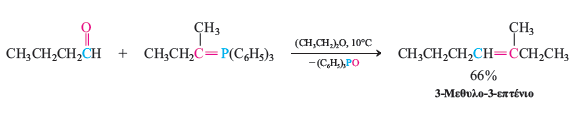 O
CH₃
CH₃
CH₃CH₂CH₂CH + CH₃CH₂C=P(C₆H₅)₃ (CH₃CH₂)₂O, 10°C −(C₆H₅)₃PO CH₃CH₂CH₂CH=CCH₂CH₃
66%
3-Μεθυλο-3-επτένιο